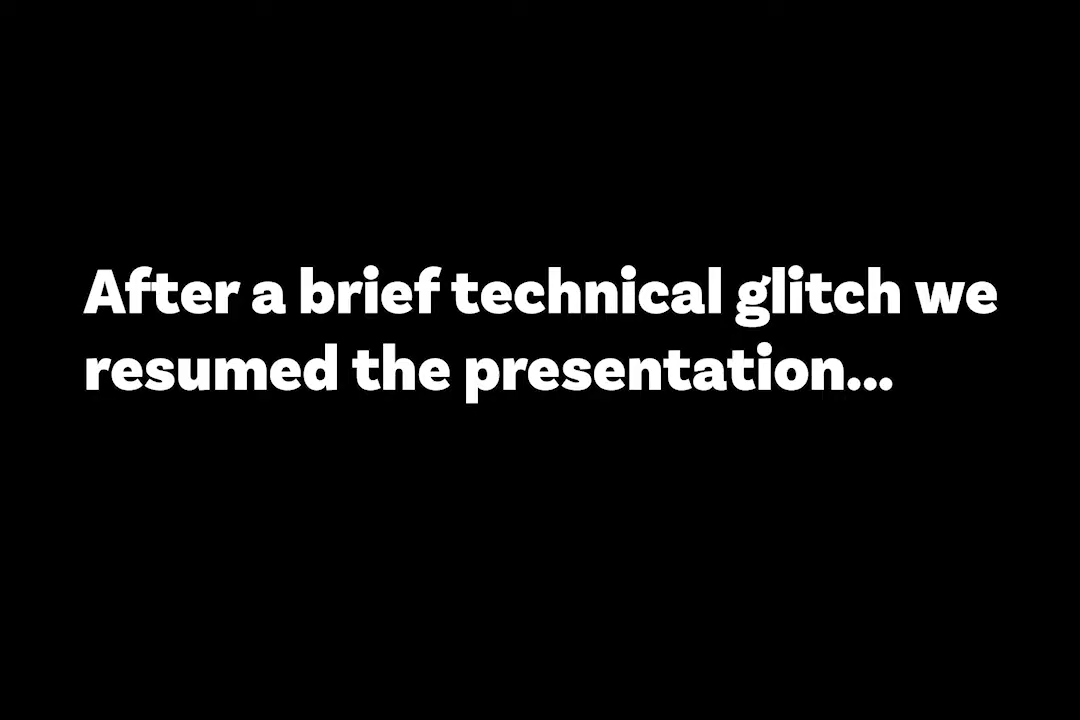 After a brief technical glitch we
resumed the presentation...